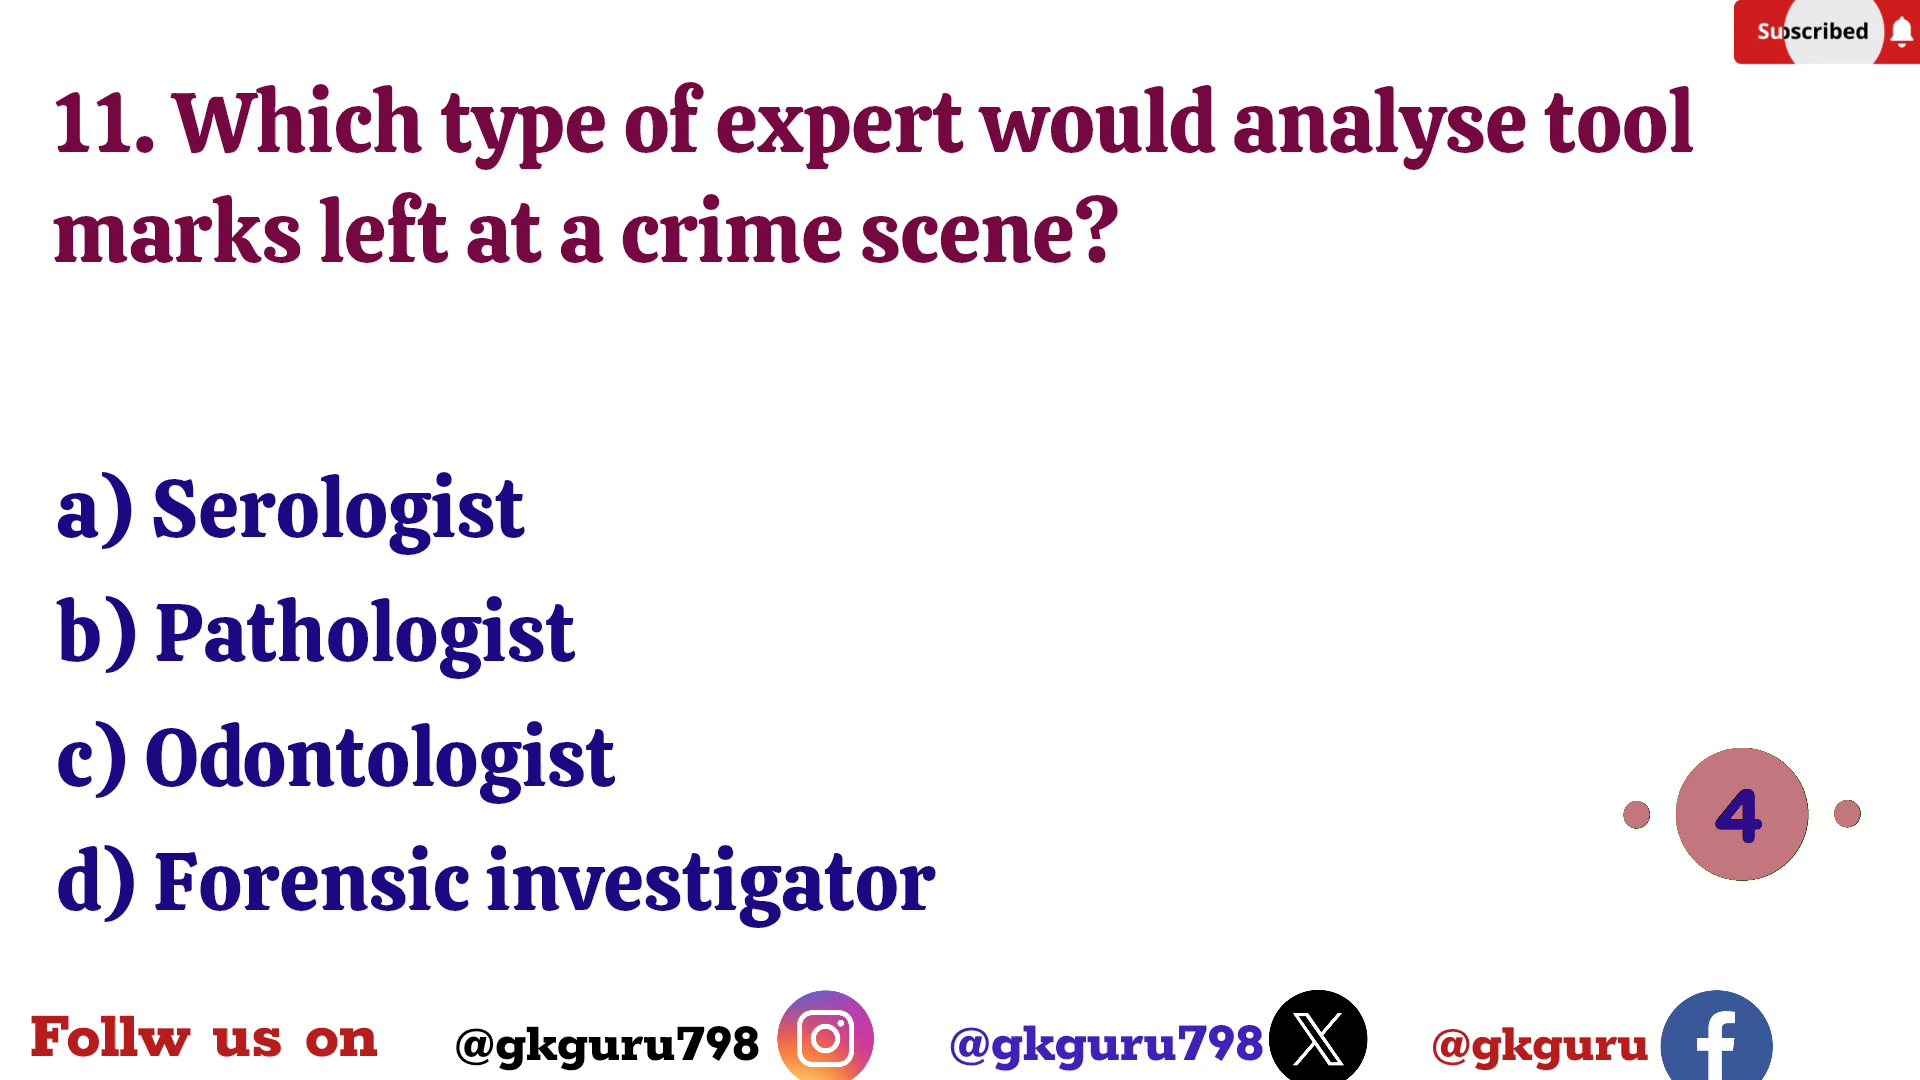 Subscribed
11. Which type of expert would analyse tool
marks left at a crime scene?
a) Serologist
b) Pathologist
c) Odontologist
d) Forensic investigator
4
Follw us on @gkguru798 @gkguru798 @gkguru